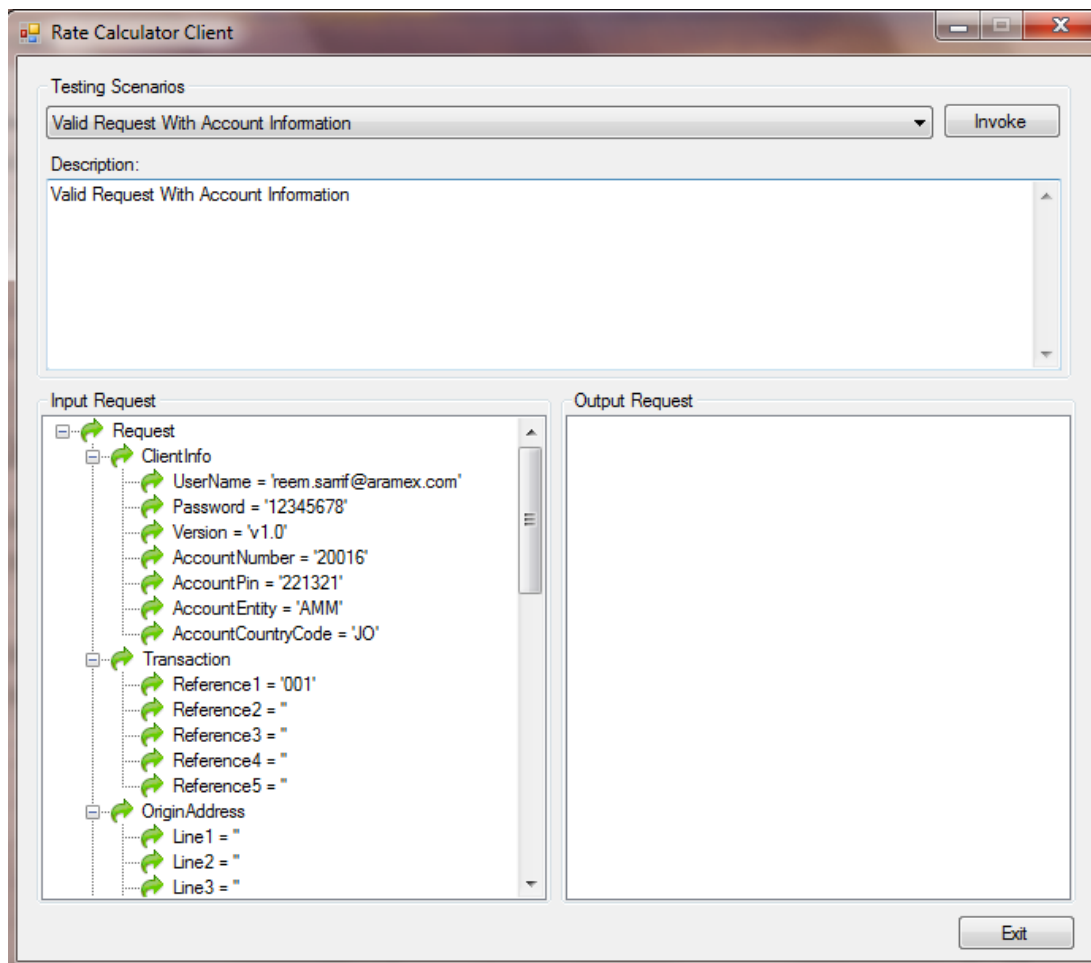 Rate Calculator Client
Testing Scenarios
Valid Request With Account Information
Invoke
Description:
Valid Request With Account Information
Input Request
Request
ClientInfo
UserName = 'reem.sarrif@aramex.com'
Password = '12345678'
Version = 'v1.0'
AccountNumber = '20016'
AccountPin = '221321'
AccountEntity = 'AMM'
AccountCountryCode = 'JO'
Transaction
Reference1 = '001'
Reference2 = ''
Reference3 = ''
Reference4 = ''
Reference5 = ''
OriginAddress
Line1 = ''
Line2 = ''
Line3 = ''
Output Request
Exit